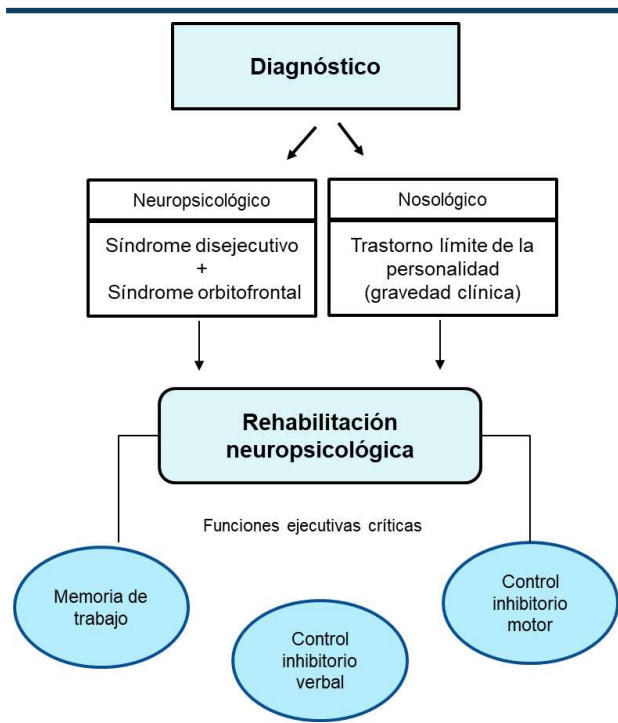 Diagnóstico
Neuropsicológico
Síndrome disejecutivo
+
Síndrome orbitofrontal
Nosológico
Trastorno límite de la
personalidad
(gravedad clínica)
Rehabilitación
neuropsicológica
Funciones ejecutivas críticas
Memoria de
trabajo
Control
inhibitorio
verbal
Control
inhibitorio
motor